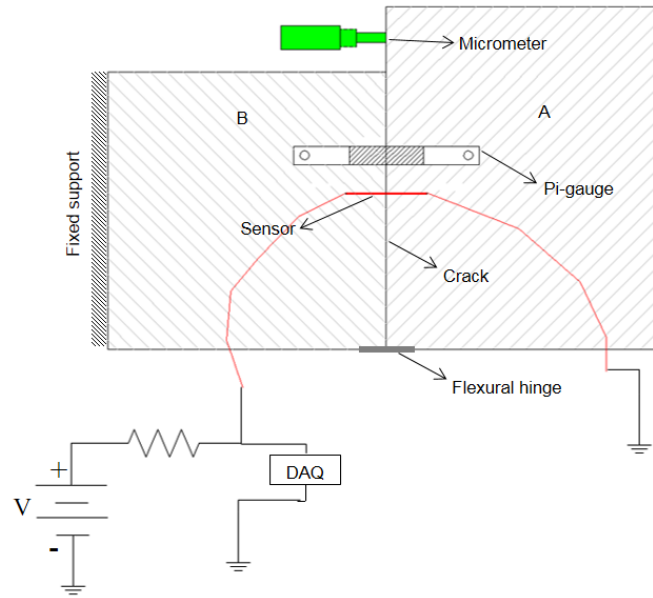 Micrometer
B
A
Fixed support
Pi-gauge
Sensor
Crack
Flexural hinge
+
DAQ
V
-